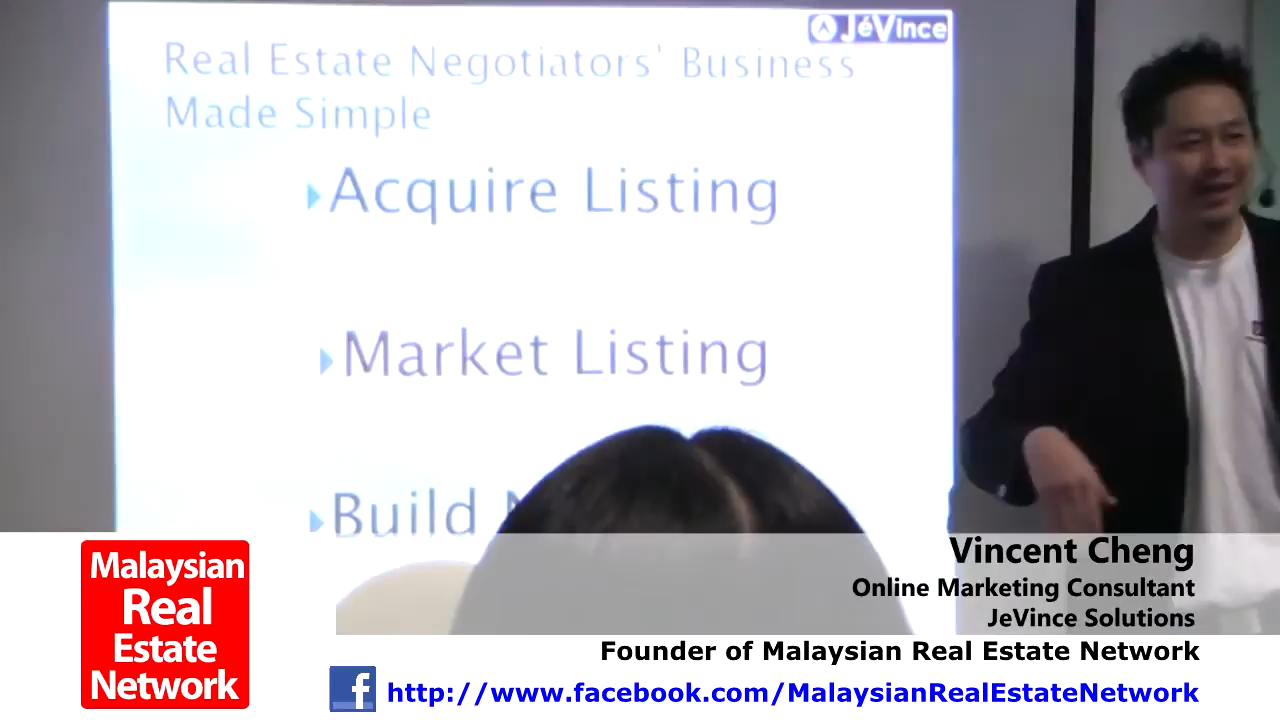 JéVince
Real Estate Negotiators' Business
Made Simple
Acquire Listing
Market Listing
Build
Vincent Cheng
Online Marketing Consultant
JeVince Solutions
Malaysian
Real
Estate
Network
Founder of Malaysian Real Estate Network
f
http://www.facebook.com/MalaysianRealEstateNetwork